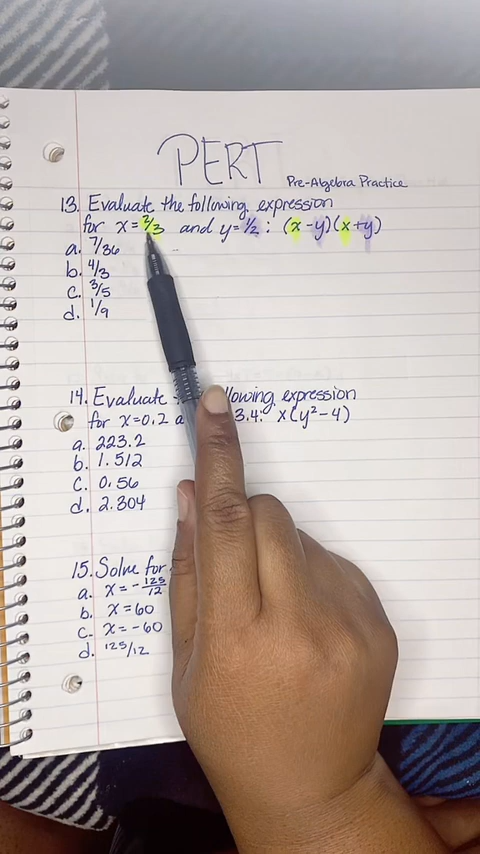 PERT
Pre-Algebra Practice
13. Evaluate the following expression
for x=2/3 and y=1/2: (x-y)(x+y)
a. 7/36
b. 4/3
c. 3/5
d. 1/9
14. Evaluate llowing expression
for x=0.2 a 3.4: x(y²-4)
a. 223.2
b. 1.512
c. 0.56
d. 2.304
15. Solve for
a. x=-125/12
b. x=60
c. x=-60
d. 125/12